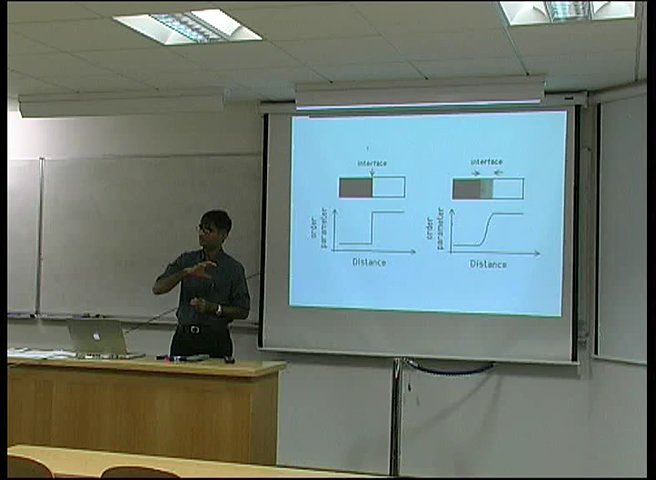 interface
order
parameter
Distance
interface
order
parameter
Distance